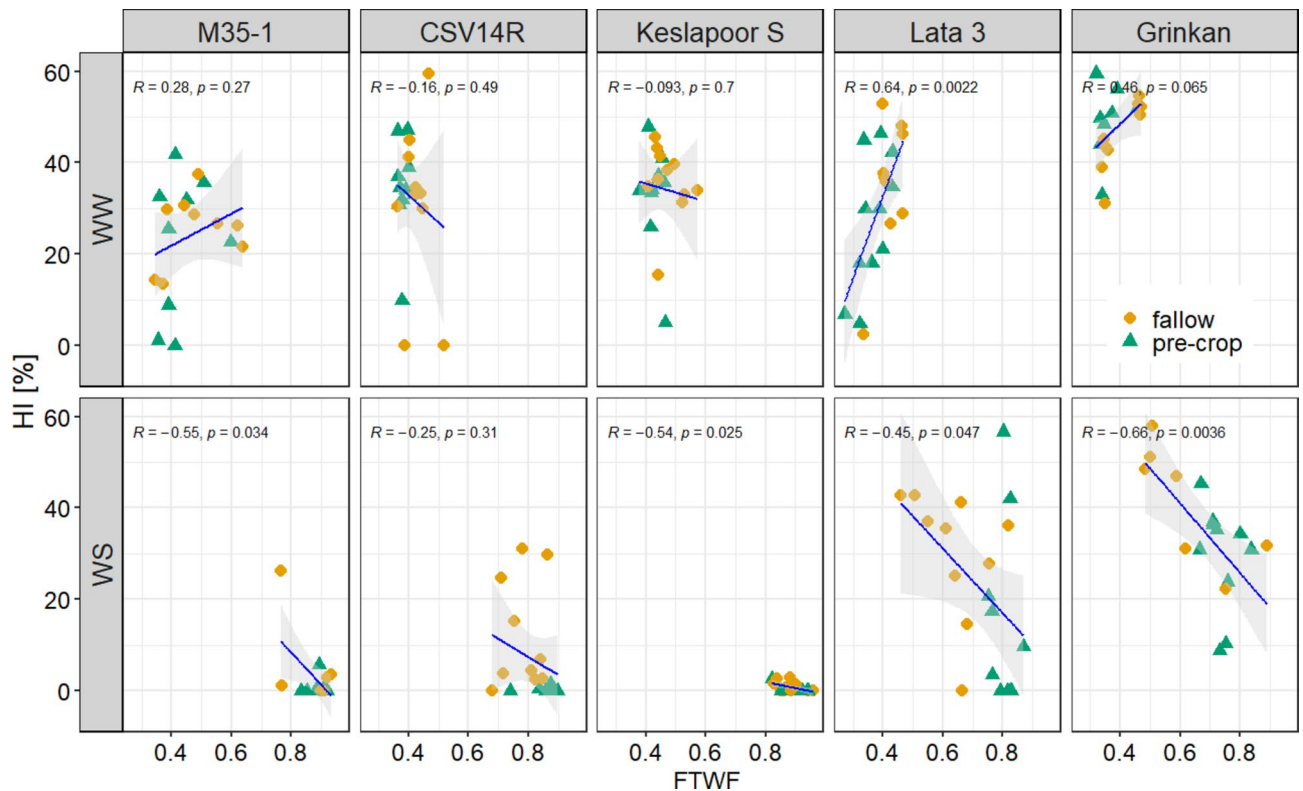 M35-1 CSV14R Keslapoor S Lata 3 Grinkan
WW
60
40
20
0
R = 0.28, p = 0.27
R = −0.16, p = 0.49
R = −0.093, p = 0.7
R = 0.64, p = 0.0022
R = 0.46, p = 0.065
fallow
pre-crop
HI [%]
WS
60
40
20
0
R = −0.55, p = 0.034
R = −0.25, p = 0.31
R = −0.54, p = 0.025
R = −0.45, p = 0.047
R = −0.66, p = 0.0036
0.4 0.6 0.8 0.4 0.6 0.8 0.4 0.6 0.8 0.4 0.6 0.8 0.4 0.6 0.8
FTWF